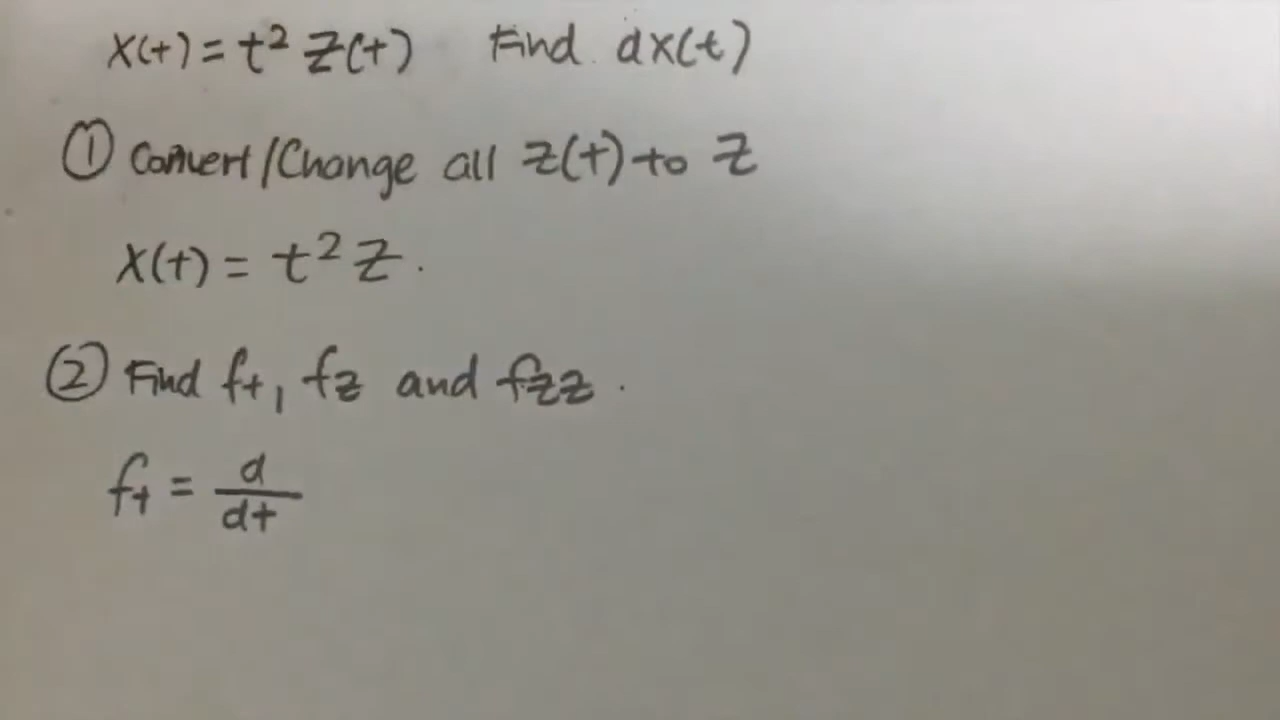 X(t) = t² Z(t) Find dX(t)
① Convert/Change all Z(t) to Z
X(t) = t² Z.
② Find ft, fz and fzz.
ft = d/dt